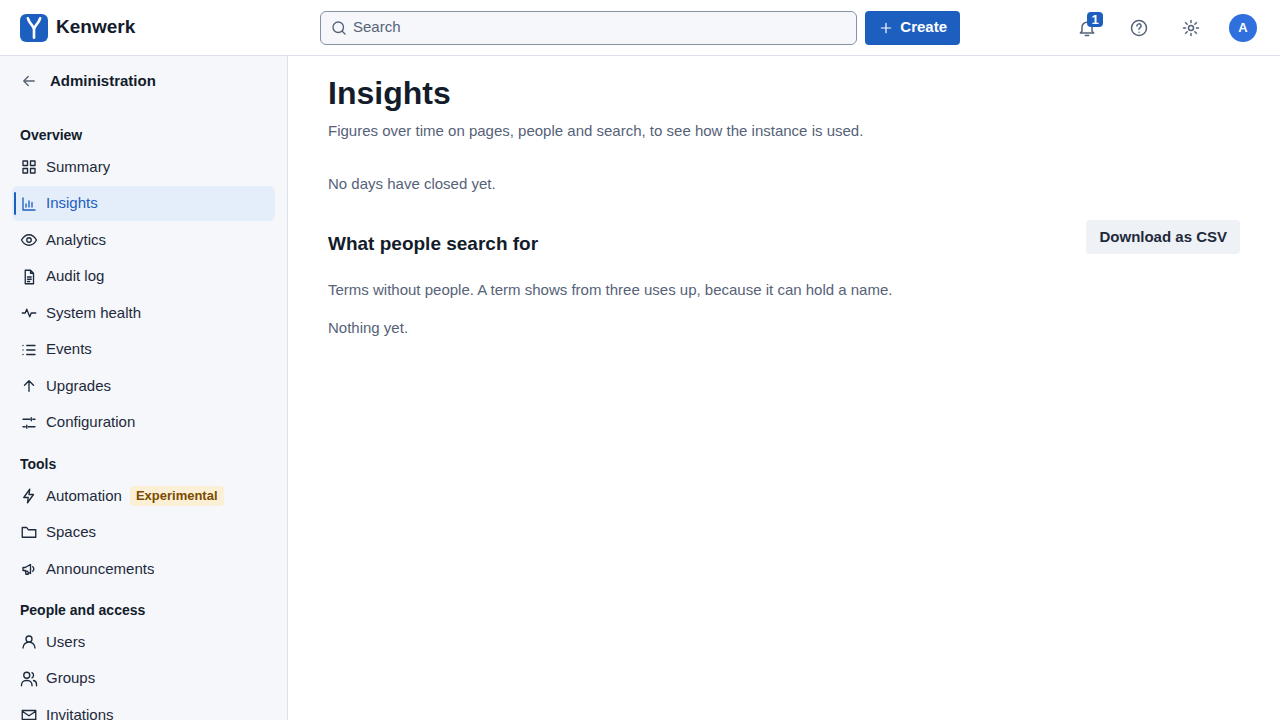 Kenwerk
Search
Create
1
A
Administration
Overview
Summary
Insights
Analytics
Audit log
System health
Events
Upgrades
Configuration
Tools
Automation Experimental
Spaces
Announcements
People and access
Users
Groups
Invitations
Insights
Figures over time on pages, people and search, to see how the instance is used.
No days have closed yet.
What people search for
Download as CSV
Terms without people. A term shows from three uses up, because it can hold a name.
Nothing yet.